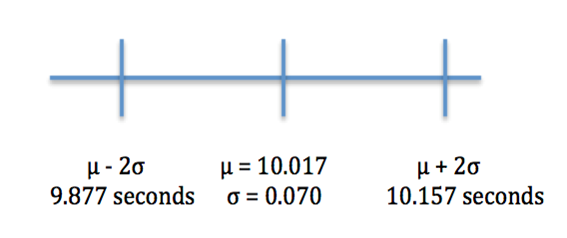 μ - 2σ
9.877 seconds
μ = 10.017
σ = 0.070
μ + 2σ
10.157 seconds